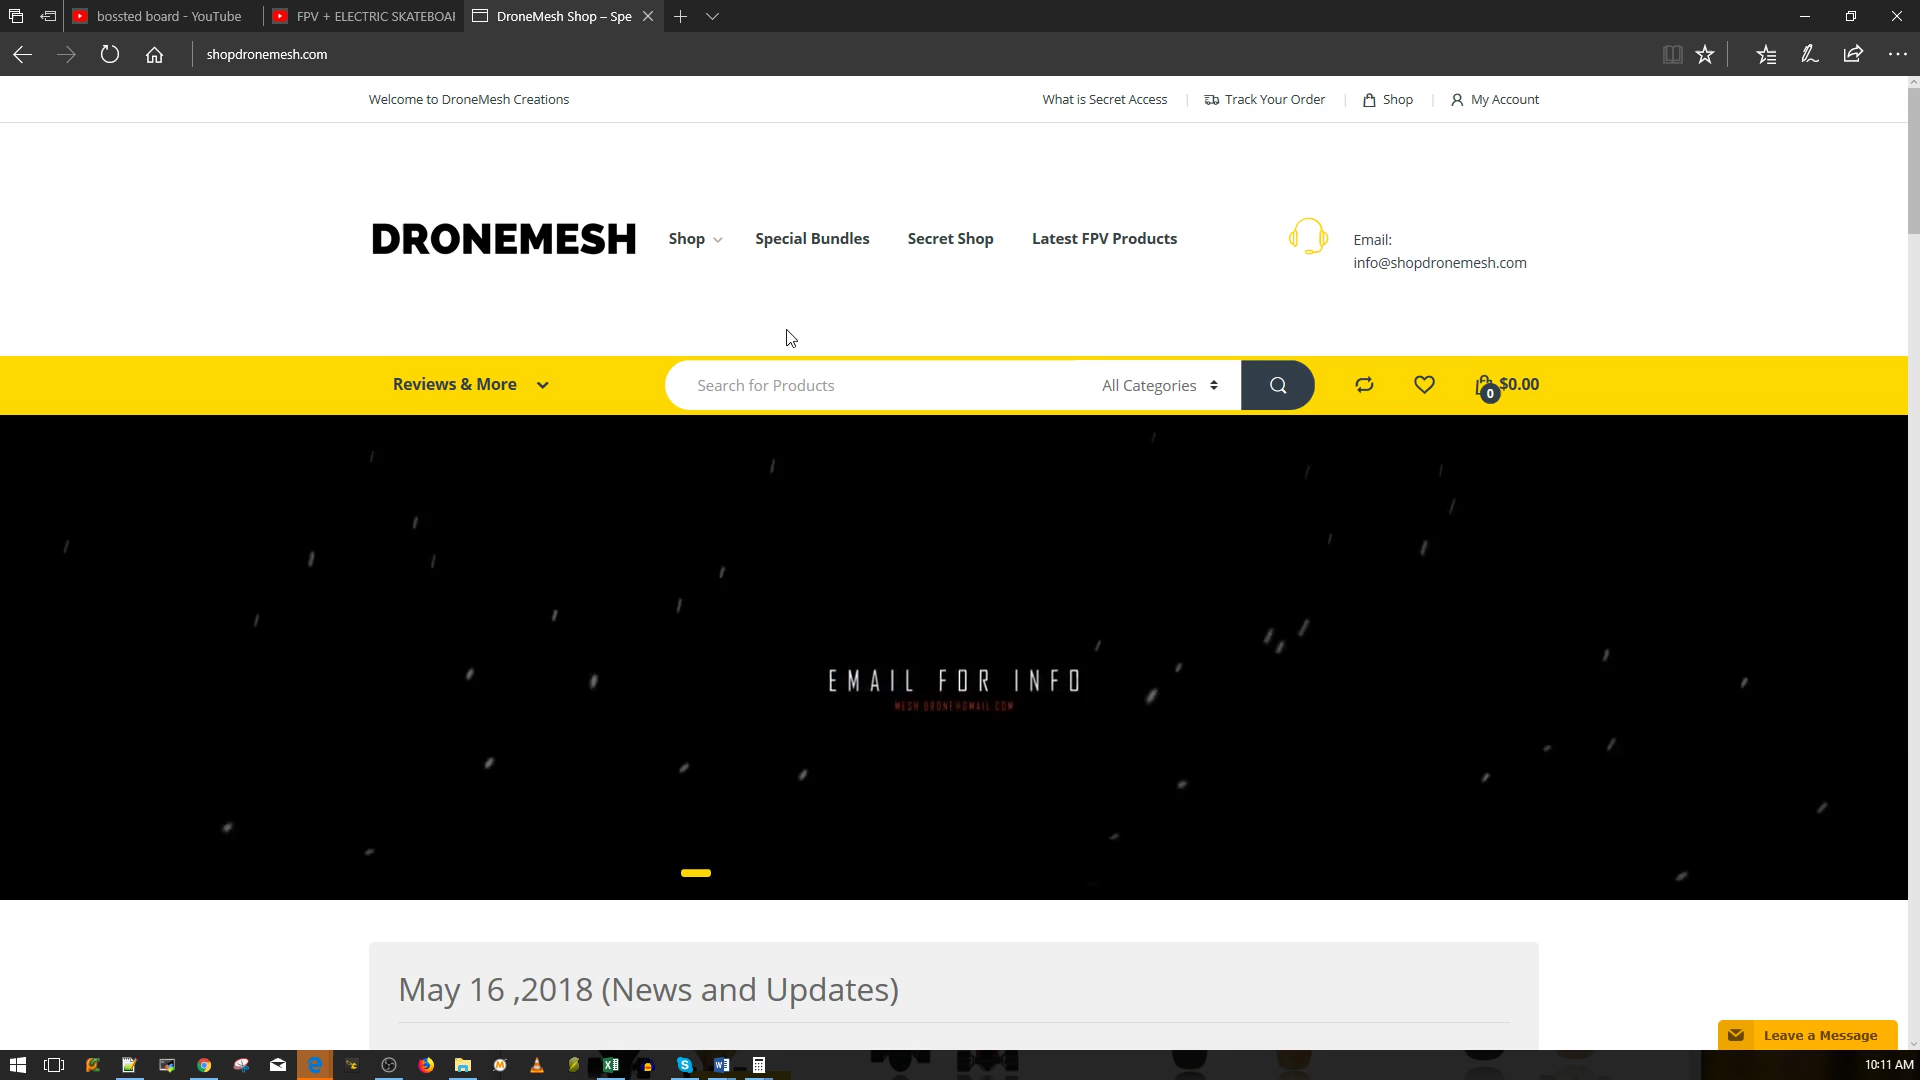 bossted board - YouTube
FPV + ELECTRIC SKATEBOAI
DroneMesh Shop – Spe
shopdronemesh.com
Welcome to DroneMesh Creations
What is Secret Access
Track Your Order
Shop
My Account
DRONEMESH
Shop
Special Bundles
Secret Shop
Latest FPV Products
Email:
info@shopdronemesh.com
Reviews & More
Search for Products
All Categories
0
$0.00
EMAIL FOR INFO
MESH.DRONE@GMAIL.COM
May 16 ,2018 (News and Updates)
Leave a Message
10:11 AM